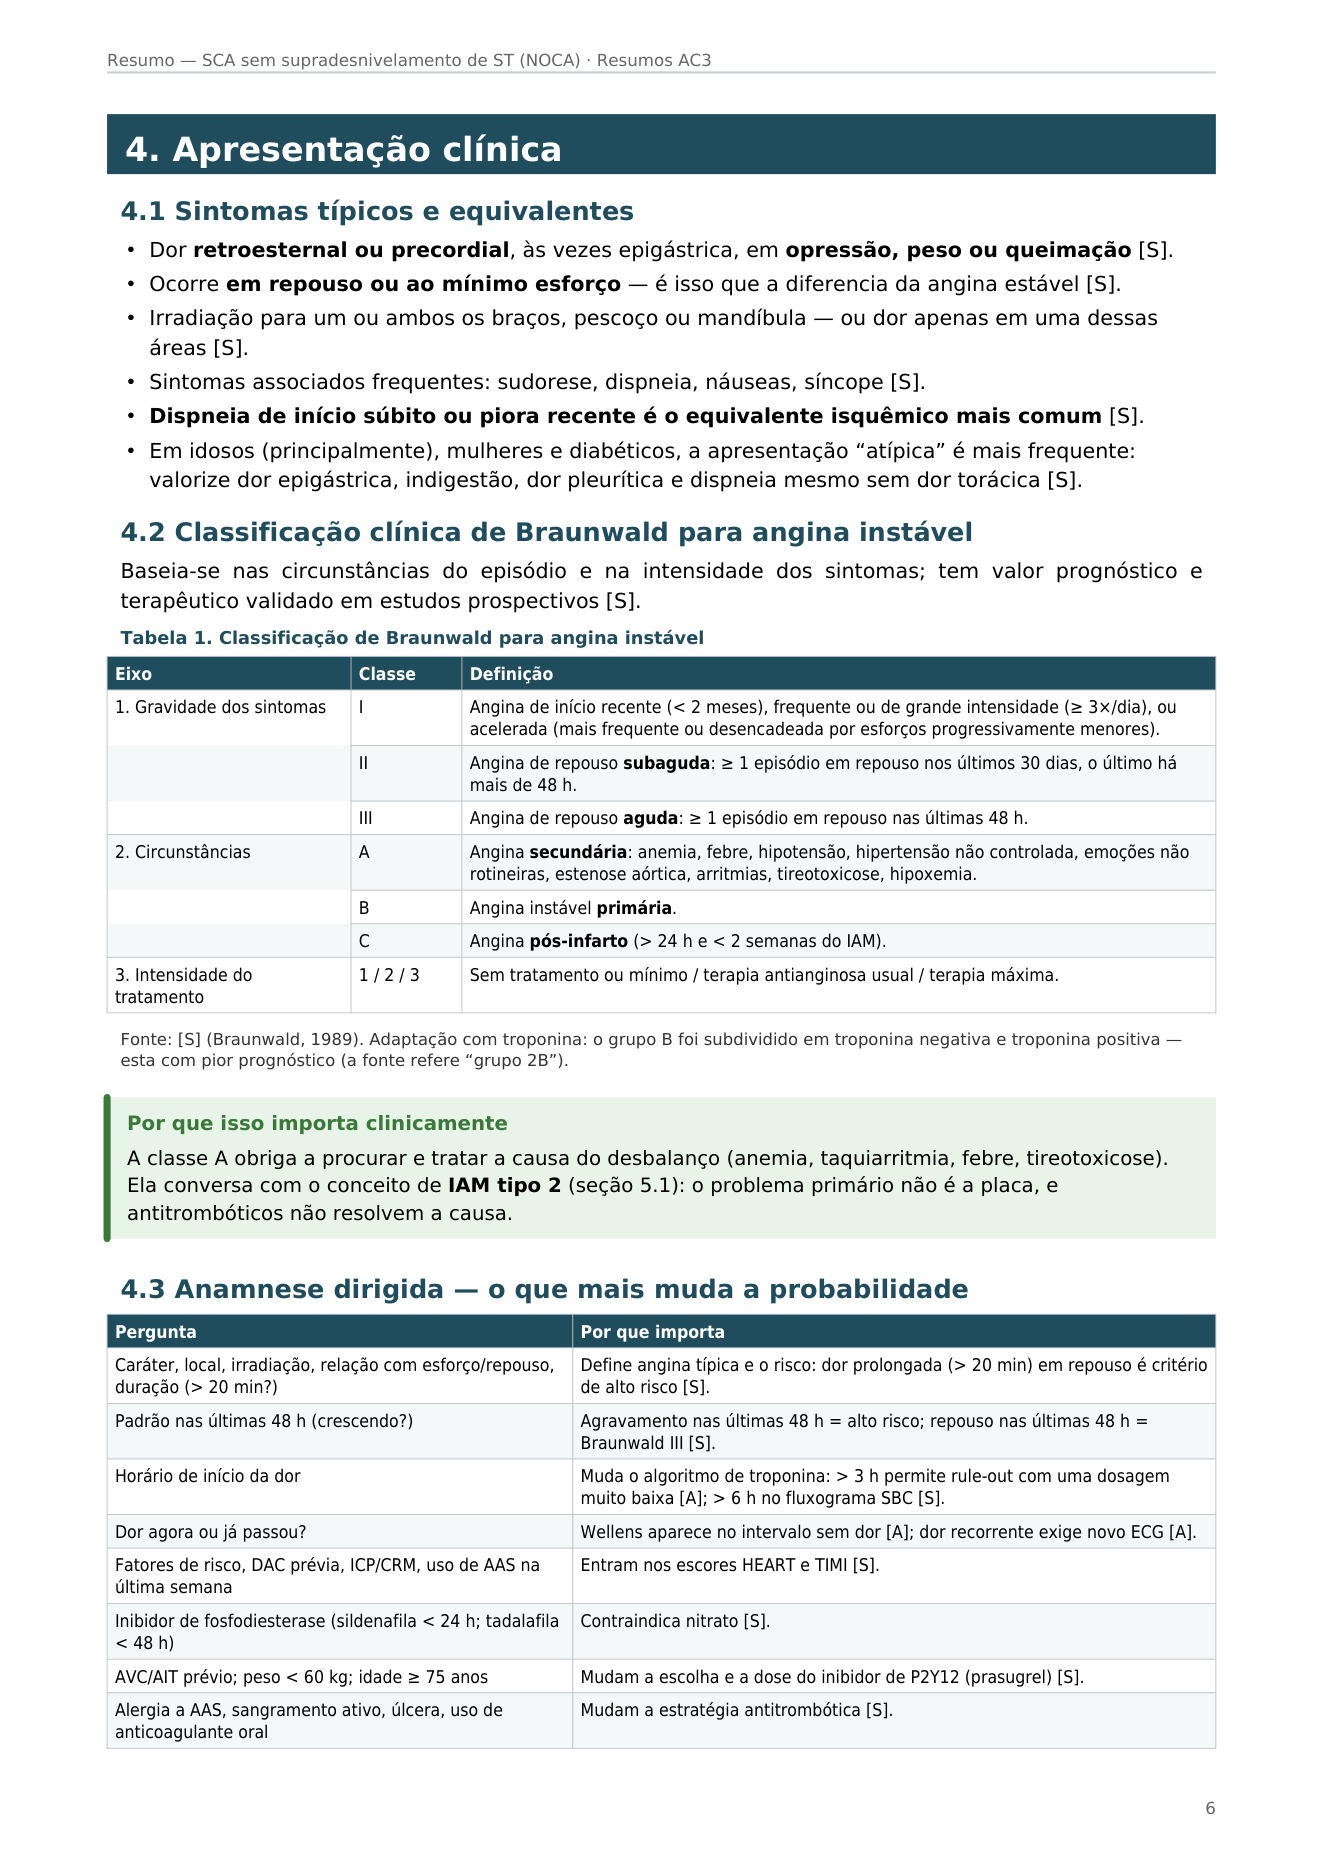 Resumo — SCA sem supradesnivelamento de ST (NOCA) · Resumos AC3
4. Apresentação clínica
4.1 Sintomas típicos e equivalentes
• Dor retroesternal ou precordial, às vezes epigástrica, em opressão, peso ou queimação [S].
• Ocorre em repouso ou ao mínimo esforço — é isso que a diferencia da angina estável [S].
• Irradiação para um ou ambos os braços, pescoço ou mandíbula — ou dor apenas em uma dessas
áreas [S].
• Sintomas associados frequentes: sudorese, dispneia, náuseas, síncope [S].
• Dispneia de início súbito ou piora recente é o equivalente isquêmico mais comum [S].
• Em idosos (principalmente), mulheres e diabéticos, a apresentação “atípica” é mais frequente:
valorize dor epigástrica, indigestão, dor pleurítica e dispneia mesmo sem dor torácica [S].
4.2 Classificação clínica de Braunwald para angina instável
Baseia-se nas circunstâncias do episódio e na intensidade dos sintomas; tem valor prognóstico e
terapêutico validado em estudos prospectivos [S].
Tabela 1. Classificação de Braunwald para angina instável
Eixo Classe Definição
1. Gravidade dos sintomas I Angina de início recente (< 2 meses), frequente ou de grande intensidade (≥ 3×/dia), ou
acelerada (mais frequente ou desencadeada por esforços progressivamente menores).
II Angina de repouso subaguda: ≥ 1 episódio em repouso nos últimos 30 dias, o último há
mais de 48 h.
III Angina de repouso aguda: ≥ 1 episódio em repouso nas últimas 48 h.
2. Circunstâncias A Angina secundária: anemia, febre, hipotensão, hipertensão não controlada, emoções não
rotineiras, estenose aórtica, arritmias, tireotoxicose, hipoxemia.
B Angina instável primária.
C Angina pós-infarto (> 24 h e < 2 semanas do IAM).
3. Intensidade do 1 / 2 / 3 Sem tratamento ou mínimo / terapia antianginosa usual / terapia máxima.
tratamento
Fonte: [S] (Braunwald, 1989). Adaptação com troponina: o grupo B foi subdividido em troponina negativa e troponina positiva —
esta com pior prognóstico (a fonte refere “grupo 2B”).
Por que isso importa clinicamente
A classe A obriga a procurar e tratar a causa do desbalanço (anemia, taquiarritmia, febre, tireotoxicose).
Ela conversa com o conceito de IAM tipo 2 (seção 5.1): o problema primário não é a placa, e
antitrombóticos não resolvem a causa.
4.3 Anamnese dirigida — o que mais muda a probabilidade
Pergunta Por que importa
Caráter, local, irradiação, relação com esforço/repouso, Define angina típica e o risco: dor prolongada (> 20 min) em repouso é critério
duração (> 20 min?) de alto risco [S].
Padrão nas últimas 48 h (crescendo?) Agravamento nas últimas 48 h = alto risco; repouso nas últimas 48 h =
Braunwald III [S].
Horário de início da dor Muda o algoritmo de troponina: > 3 h permite rule-out com uma dosagem
muito baixa [A]; > 6 h no fluxograma SBC [S].
Dor agora ou já passou? Wellens aparece no intervalo sem dor [A]; dor recorrente exige novo ECG [A].
Fatores de risco, DAC prévia, ICP/CRM, uso de AAS na Entram nos escores HEART e TIMI [S].
última semana
Inibidor de fosfodiesterase (sildenafila < 24 h; tadalafila Contraindica nitrato [S].
< 48 h)
AVC/AIT prévio; peso < 60 kg; idade ≥ 75 anos Mudam a escolha e a dose do inibidor de P2Y12 (prasugrel) [S].
Alergia a AAS, sangramento ativo, úlcera, uso de Mudam a estratégia antitrombótica [S].
anticoagulante oral
6